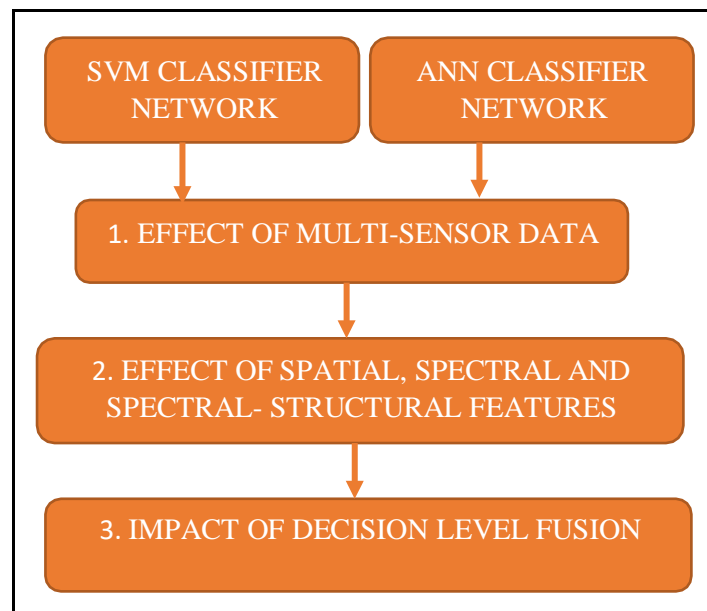 SVM CLASSIFIER
NETWORK
ANN CLASSIFIER
NETWORK
1. EFFECT OF MULTI-SENSOR DATA
2. EFFECT OF SPATIAL, SPECTRAL AND
SPECTRAL- STRUCTURAL FEATURES
3. IMPACT OF DECISION LEVEL FUSION